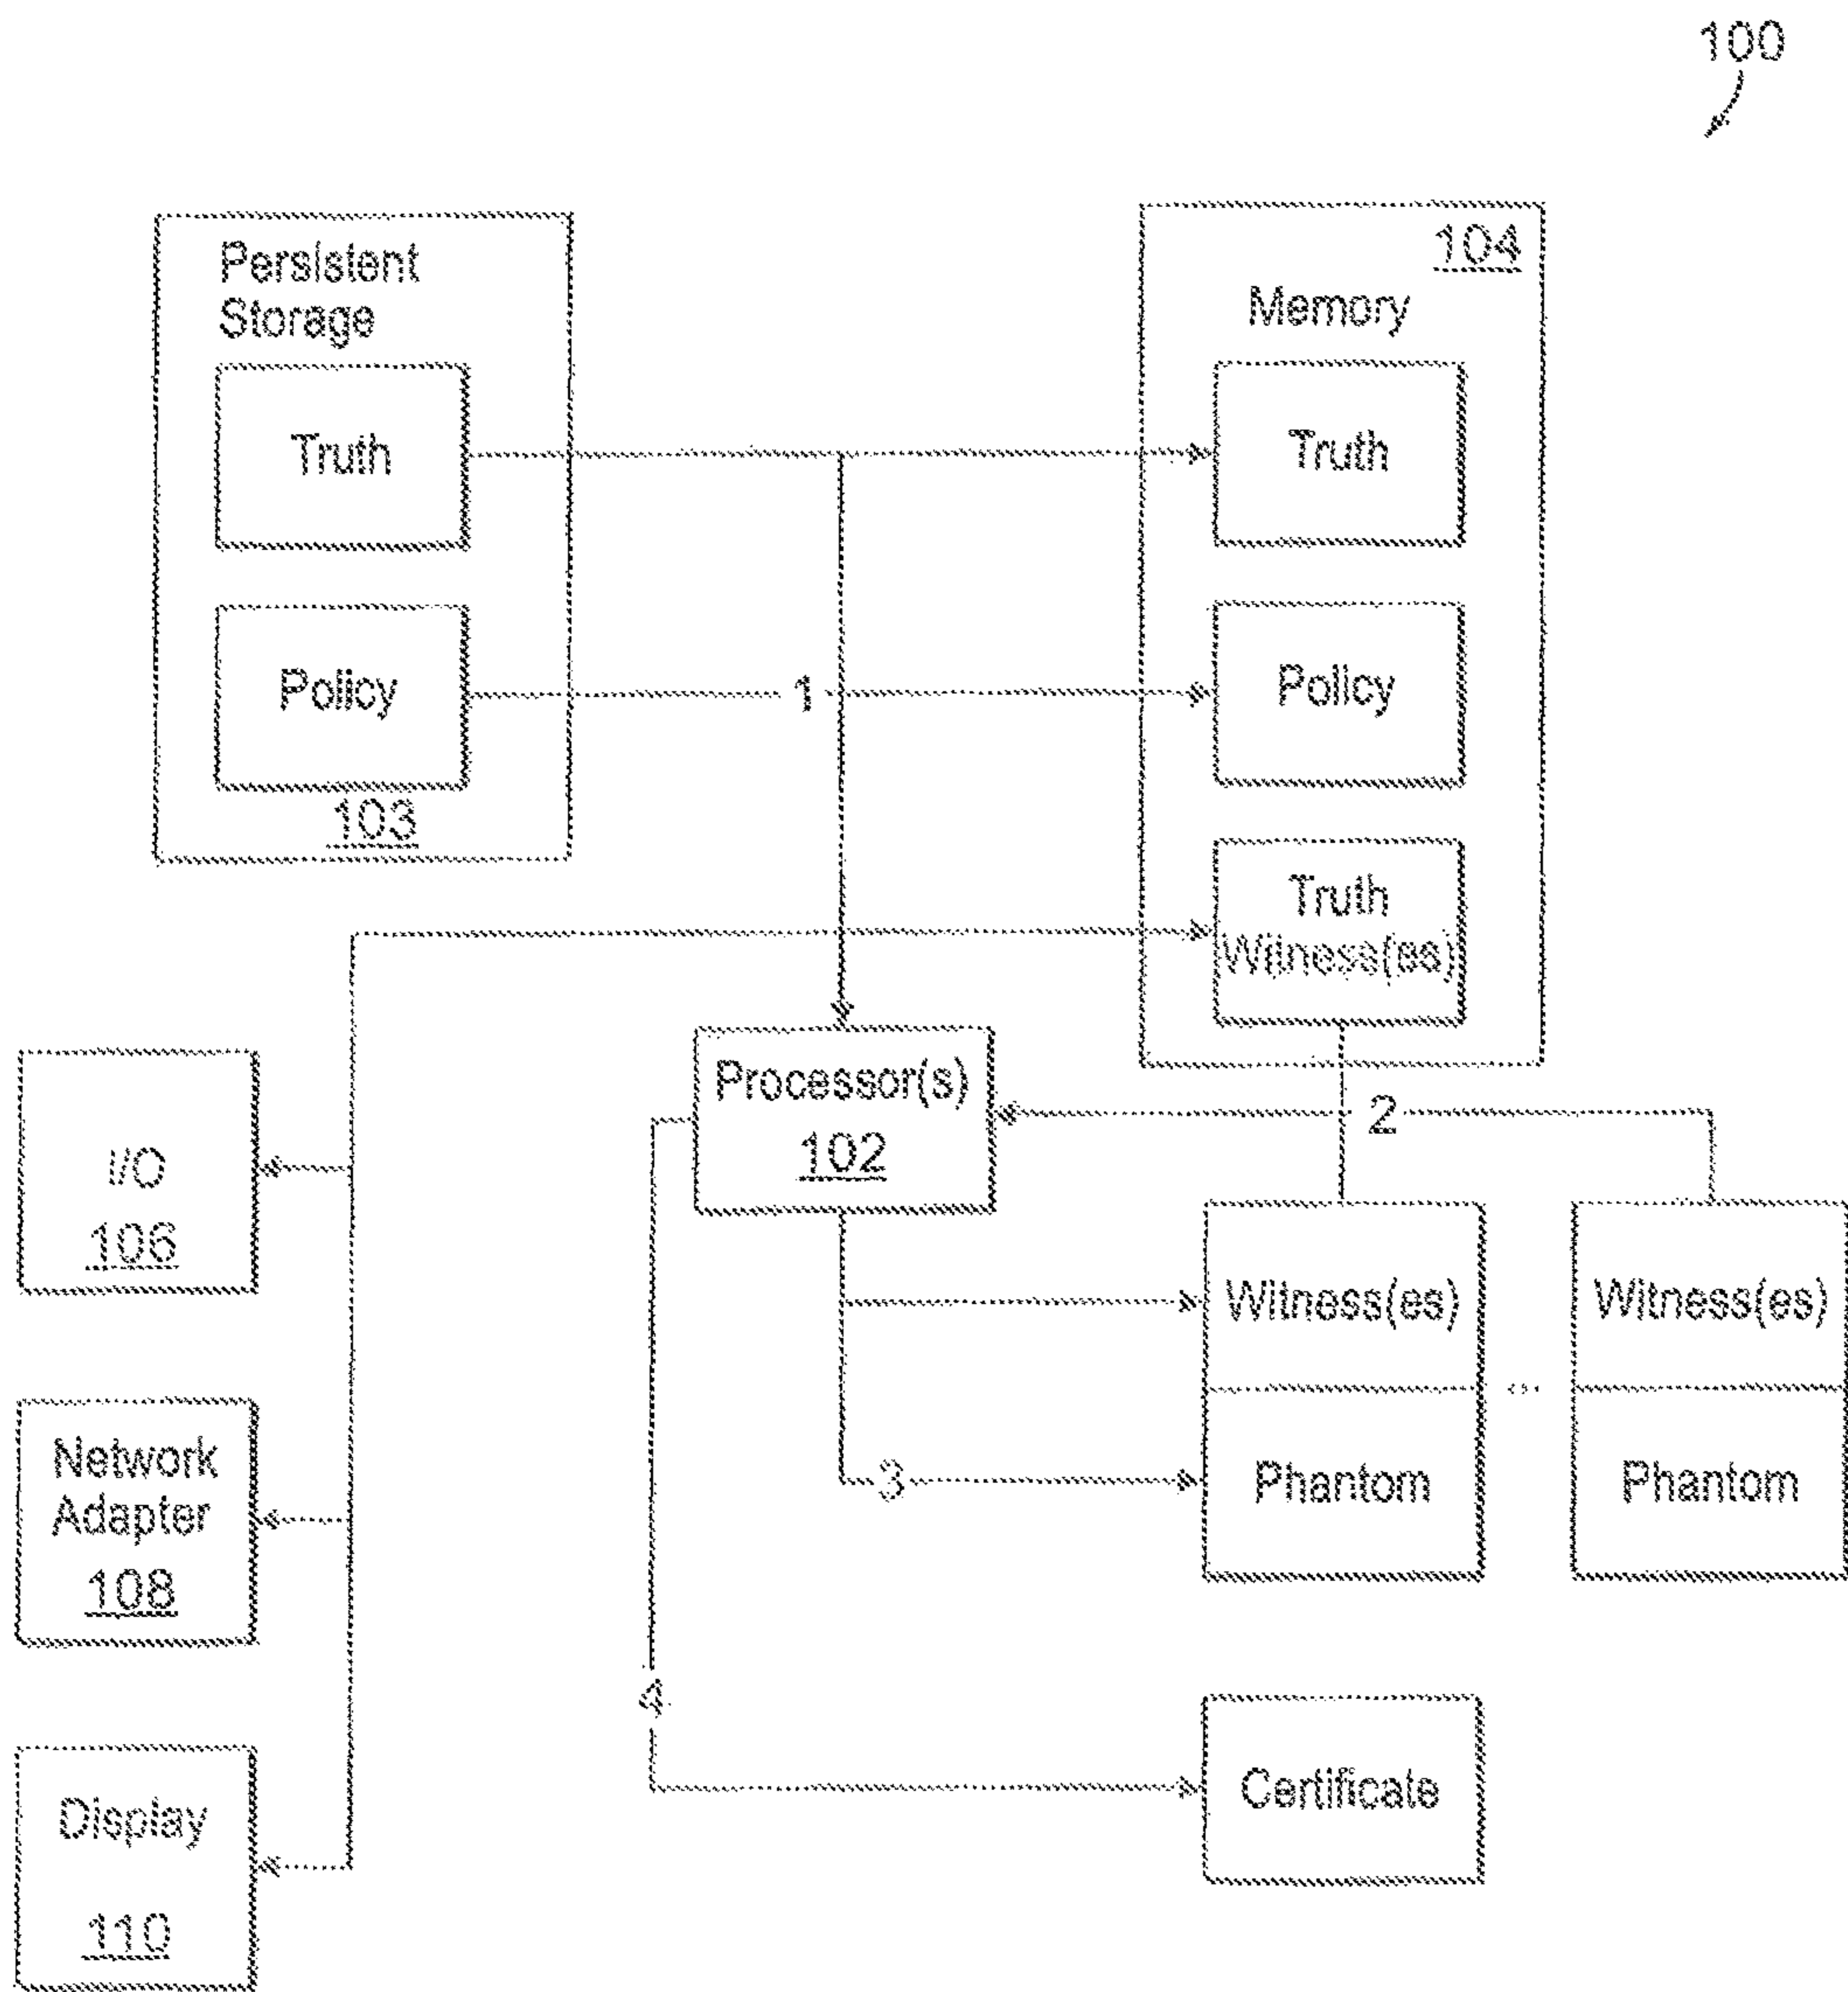 100
Persistent
Storage
Truth
Policy
103
104
Memory
Truth
1
Policy
Truth
Witness(es)
Processor(s)
102
2
I/O
106
Witness(es)
Witness(es)
Network
Adapter
108
3
Phantom
Phantom
4
Certificate
Display
110